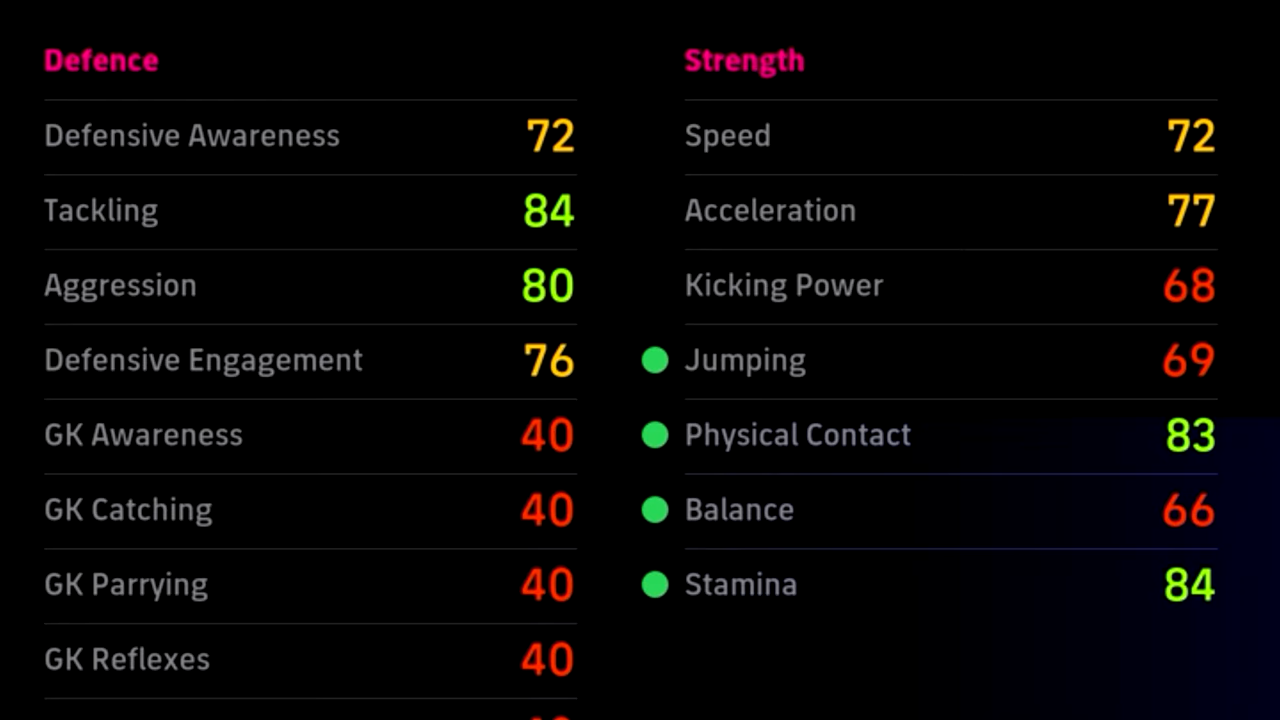 Defence
Defensive Awareness 72
Tackling 84
Aggression 80
Defensive Engagement 76
GK Awareness 40
GK Catching 40
GK Parrying 40
GK Reflexes 40
Strength
Speed 72
Acceleration 77
Kicking Power 68
Jumping 69
Physical Contact 83
Balance 66
Stamina 84